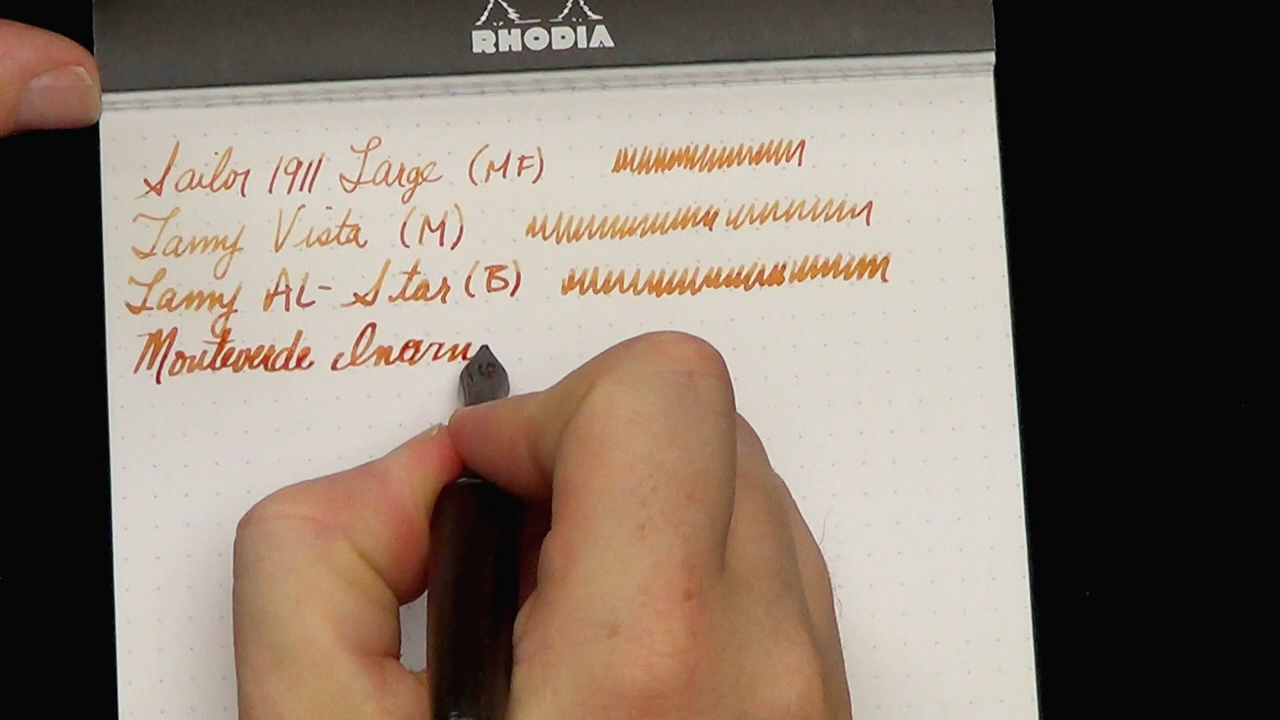 RHODIA
Sailor 1911 Large (MF)
Lamy Vista (M)
Lamy AL-Star (B)
Monteverde